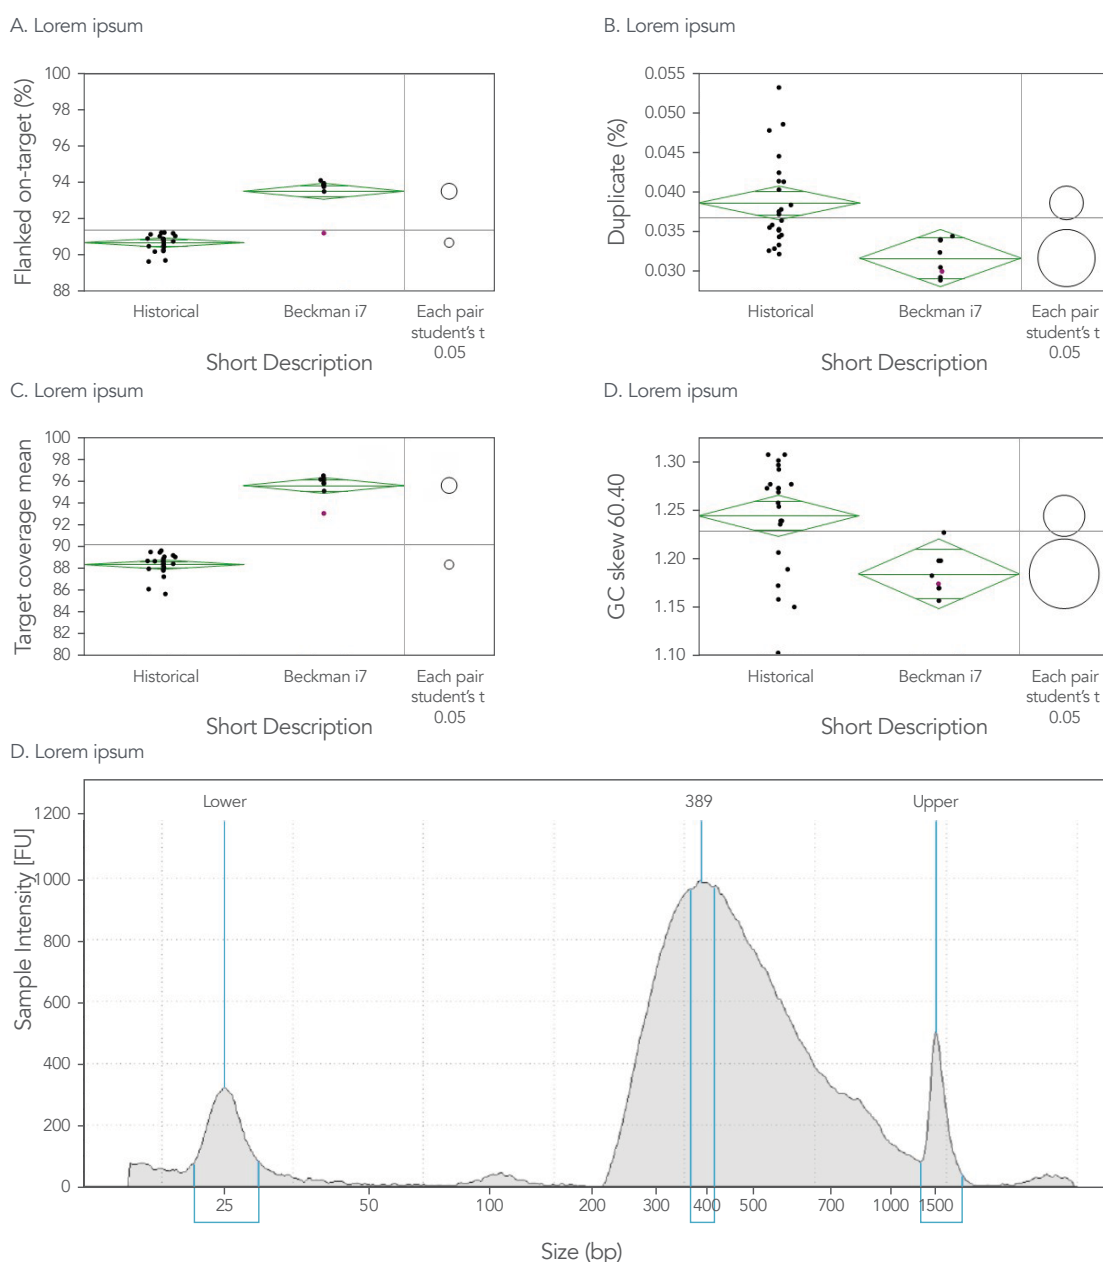 A. Lorem ipsum
Flanked on-target (%)
100
98
96
94
92
90
88
Historical
Beckman i7
Each pair
student's t
0.05
Short Description
B. Lorem ipsum
Duplicate (%)
0.055
0.050
0.045
0.040
0.035
0.030
Historical
Beckman i7
Each pair
student's t
0.05
Short Description
C. Lorem ipsum
Target coverage mean
100
98
96
94
92
90
88
86
84
82
80
Historical
Beckman i7
Each pair
student's t
0.05
Short Description
D. Lorem ipsum
GC skew 60.40
1.30
1.25
1.20
1.15
1.10
Historical
Beckman i7
Each pair
student's t
0.05
Short Description
D. Lorem ipsum
Sample Intensity [FU]
Lower
389
Upper
1200
1000
800
600
400
200
0
25 50 100 200 300 400 500 700 1000 1500
Size (bp)